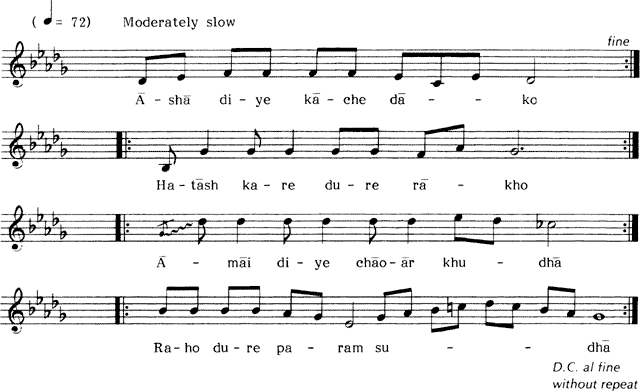 ( ♩= 72) Moderately slow
fine
Ā - shā di - ye kā - che dā - - ko
Ha - tāsh ka - re du - re rā - kho
Ā - māi di - ye chāo - ār khu - dhā
Ra - ho du - re pa - ram su - - - dhā
D.C. al fine
without repeat